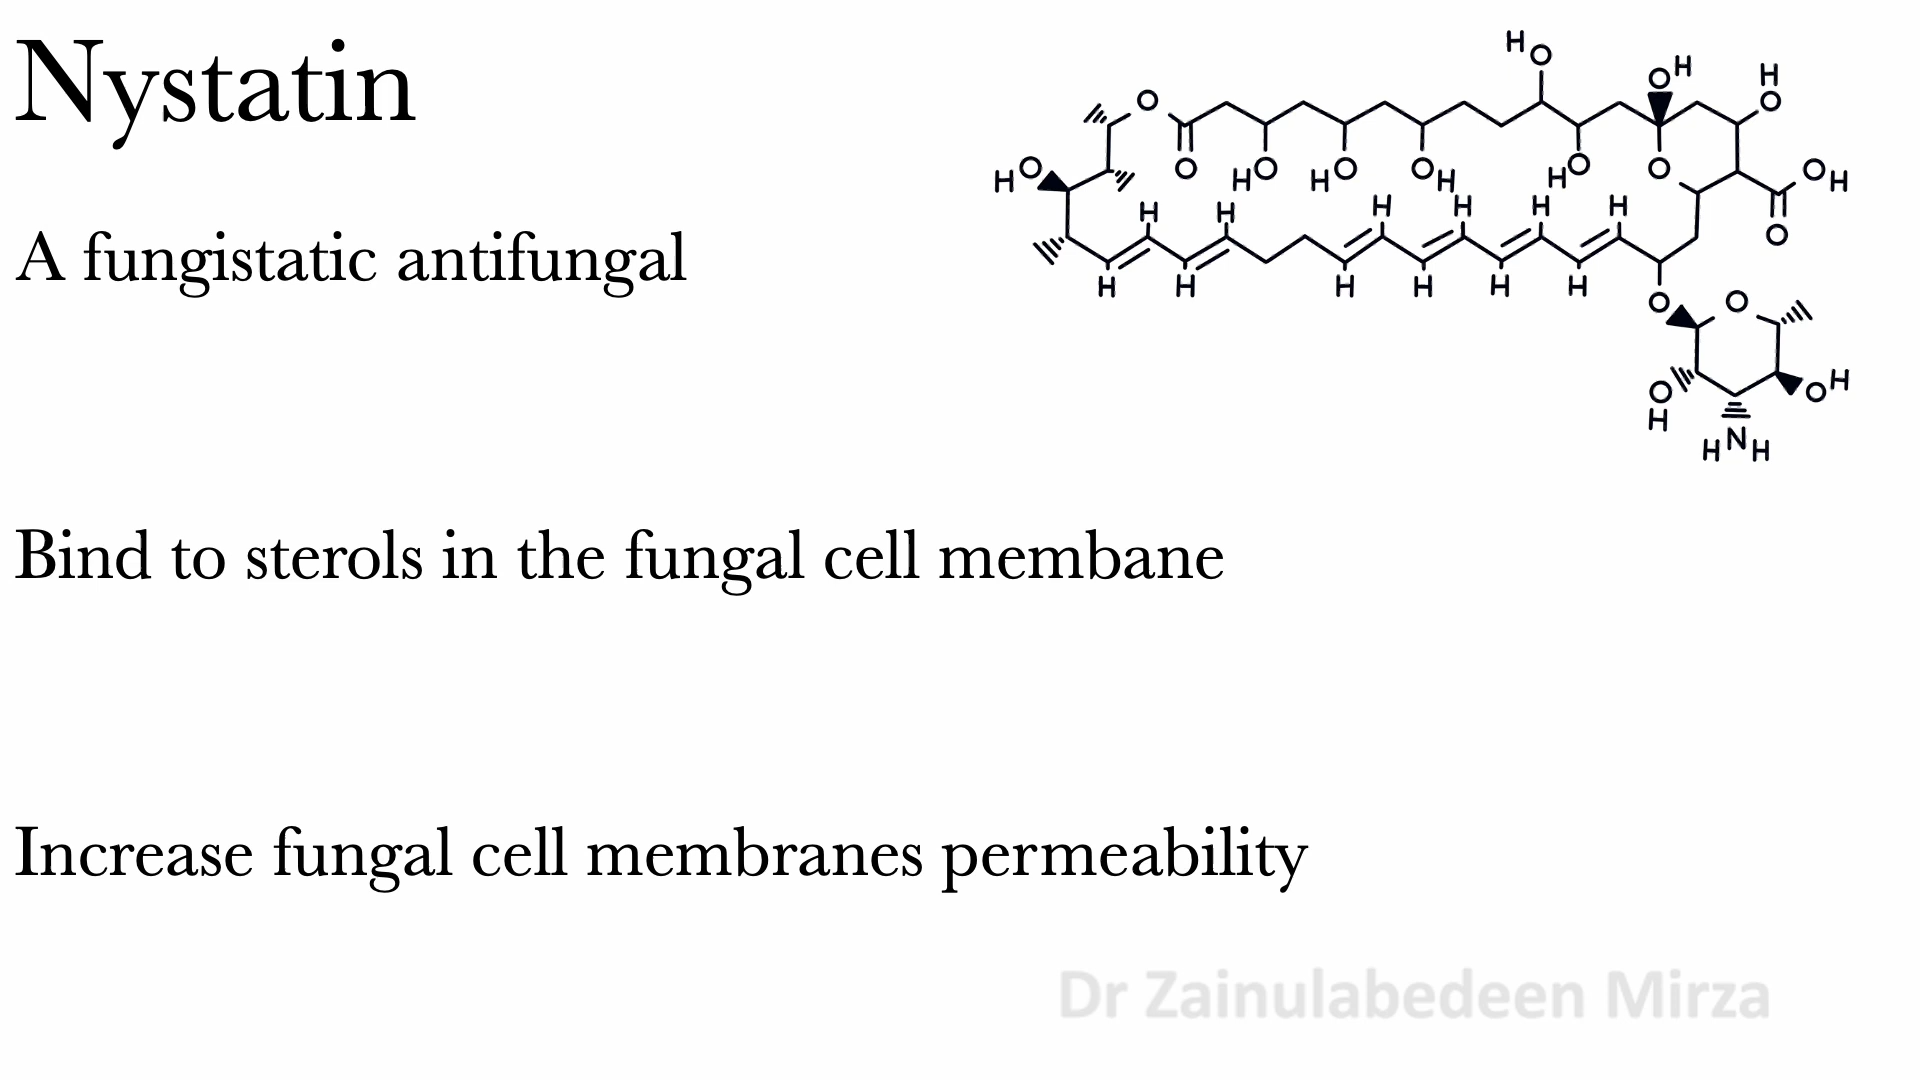 Nystatin
A fungistatic antifungal
Bind to sterols in the fungal cell membane
Increase fungal cell membranes permeability
Dr Zainulabedeen Mirza